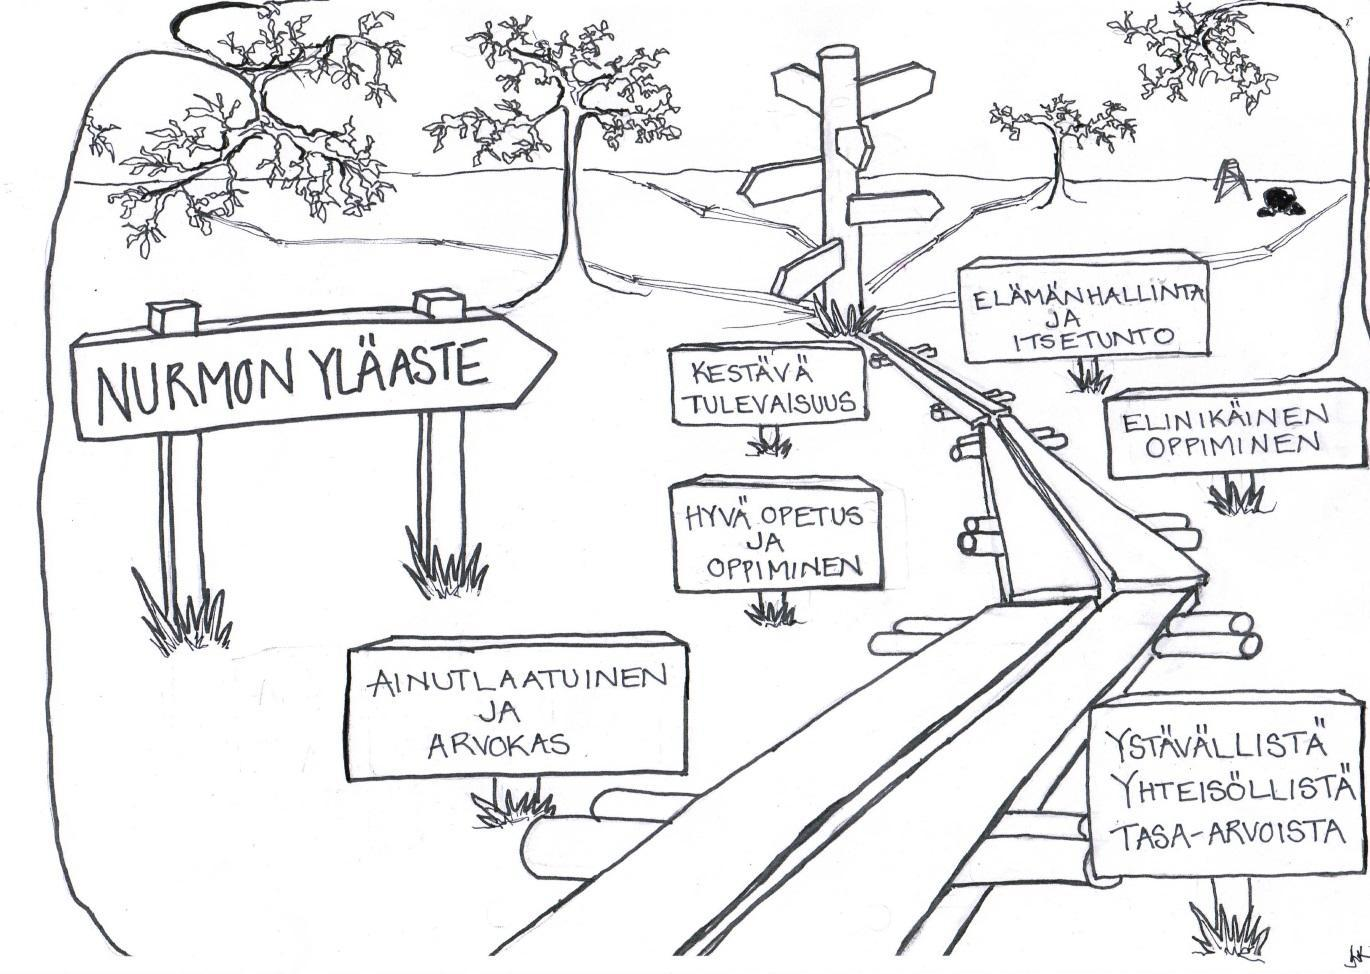 NURMON YLÄASTE
ELÄMÄNHALLINTA
JA
ITSETUNTO
KESTÄVÄ
TULEVAISUUS
ELINIKÄINEN
OPPIMINEN
HYVÄ OPETUS
JA
OPPIMINEN
AINUTLAATUINEN
JA
ARVOKAS
YSTÄVÄLLISTÄ
YHTEISÖLLISTÄ
TASA-ARVOISTA